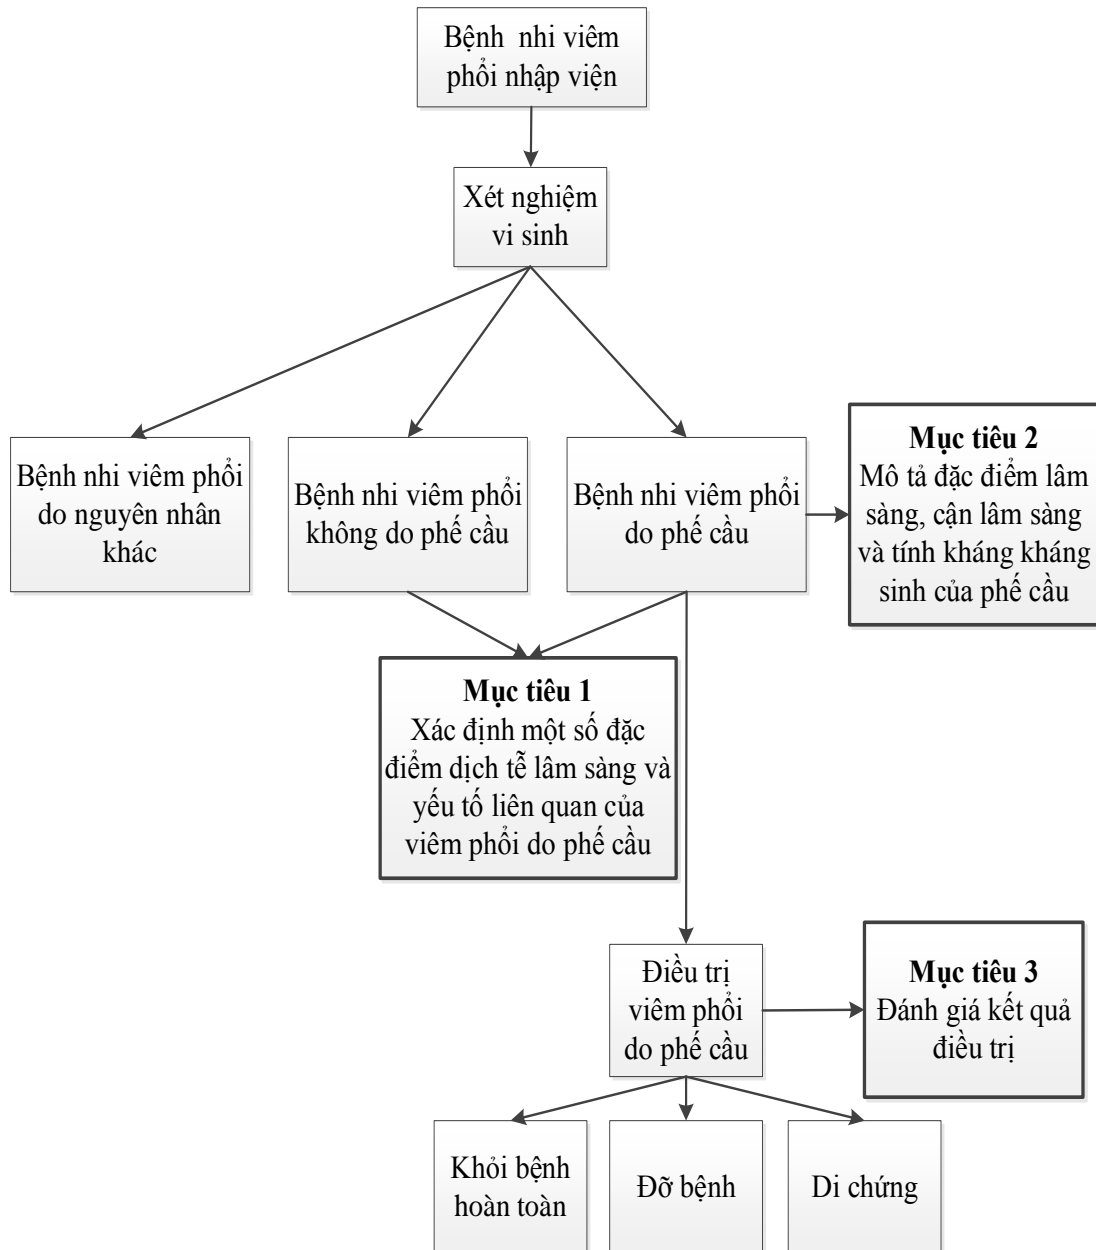 Bệnh nhi viêm
phổi nhập viện
Xét nghiệm
vi sinh
Bệnh nhi viêm phổi
do nguyên nhân
khác
Bệnh nhi viêm phổi
không do phế cầu
Bệnh nhi viêm phổi
do phế cầu
Mục tiêu 2
Mô tả đặc điểm lâm
sàng, cận lâm sàng
và tính kháng kháng
sinh của phế cầu
Mục tiêu 1
Xác định một số đặc
điểm dịch tễ lâm sàng và
yếu tố liên quan của
viêm phổi do phế cầu
Điều trị
viêm phổi
do phế cầu
Mục tiêu 3
Đánh giá kết quả
điều trị
Khỏi bệnh
hoàn toàn
Đỡ bệnh
Di chứng